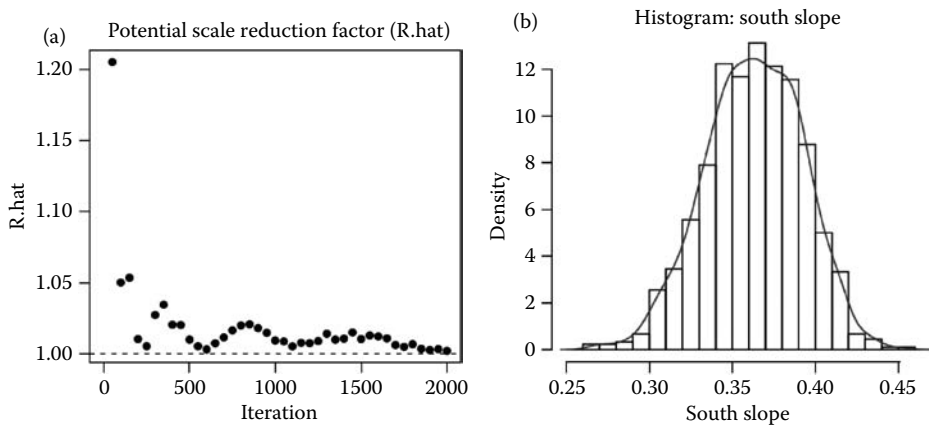 (a)
Potential scale reduction factor (R.hat)
1.20
1.15
1.10
1.05
1.00
R.hat
0
500
1000
1500
2000
Iteration
(b)
Histogram: south slope
12
10
8
6
4
2
0
Density
0.25
0.30
0.35
0.40
0.45
South slope